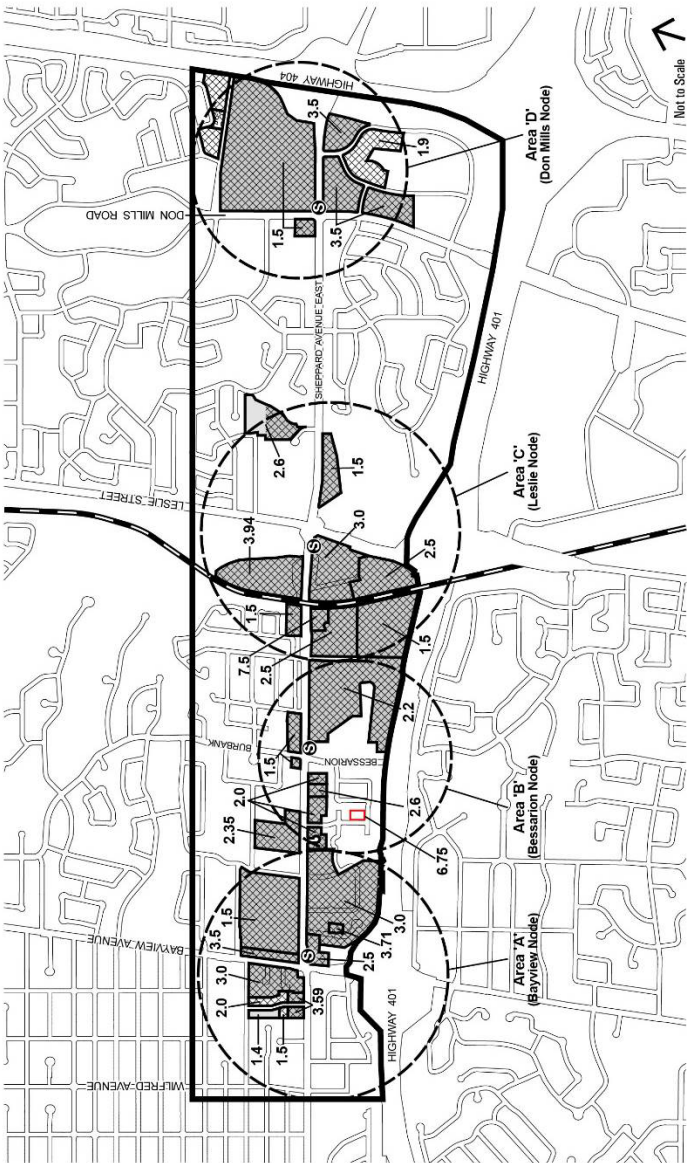 WILFRED AVENUE
BAYVIEW AVENUE
BURBANK
LESLIE STREET
DON MILLS ROAD
HIGHWAY 404
1.4
2.0
3.0
3.5
1.5
1.5
3.59
2.35
2.0
1.5
7.5
1.5
2.5
3.94
2.6
1.5
3.5
S
S
S
S
SHEPPARD AVENUE EAST
BESSARION
2.5
3.71
3.0
2.6
6.75
2.2
1.5
2.5
3.0
1.5
3.5
1.9
HIGHWAY 401
HIGHWAY 401
Area 'A'
(Bayview Node)
Area 'B'
(Bessarion Node)
Area 'C'
(Leslie Node)
Area 'D'
(Don Mills Node)
Not to Scale